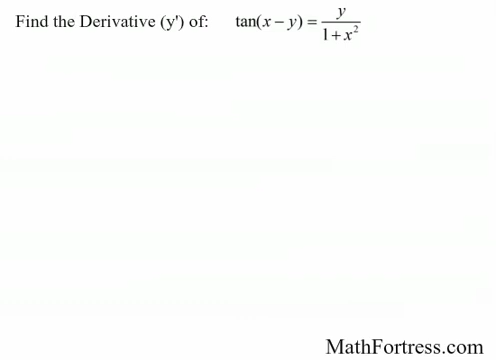 Find the Derivative (y') of: tan(x − y) = y / (1 + x²)
MathFortress.com